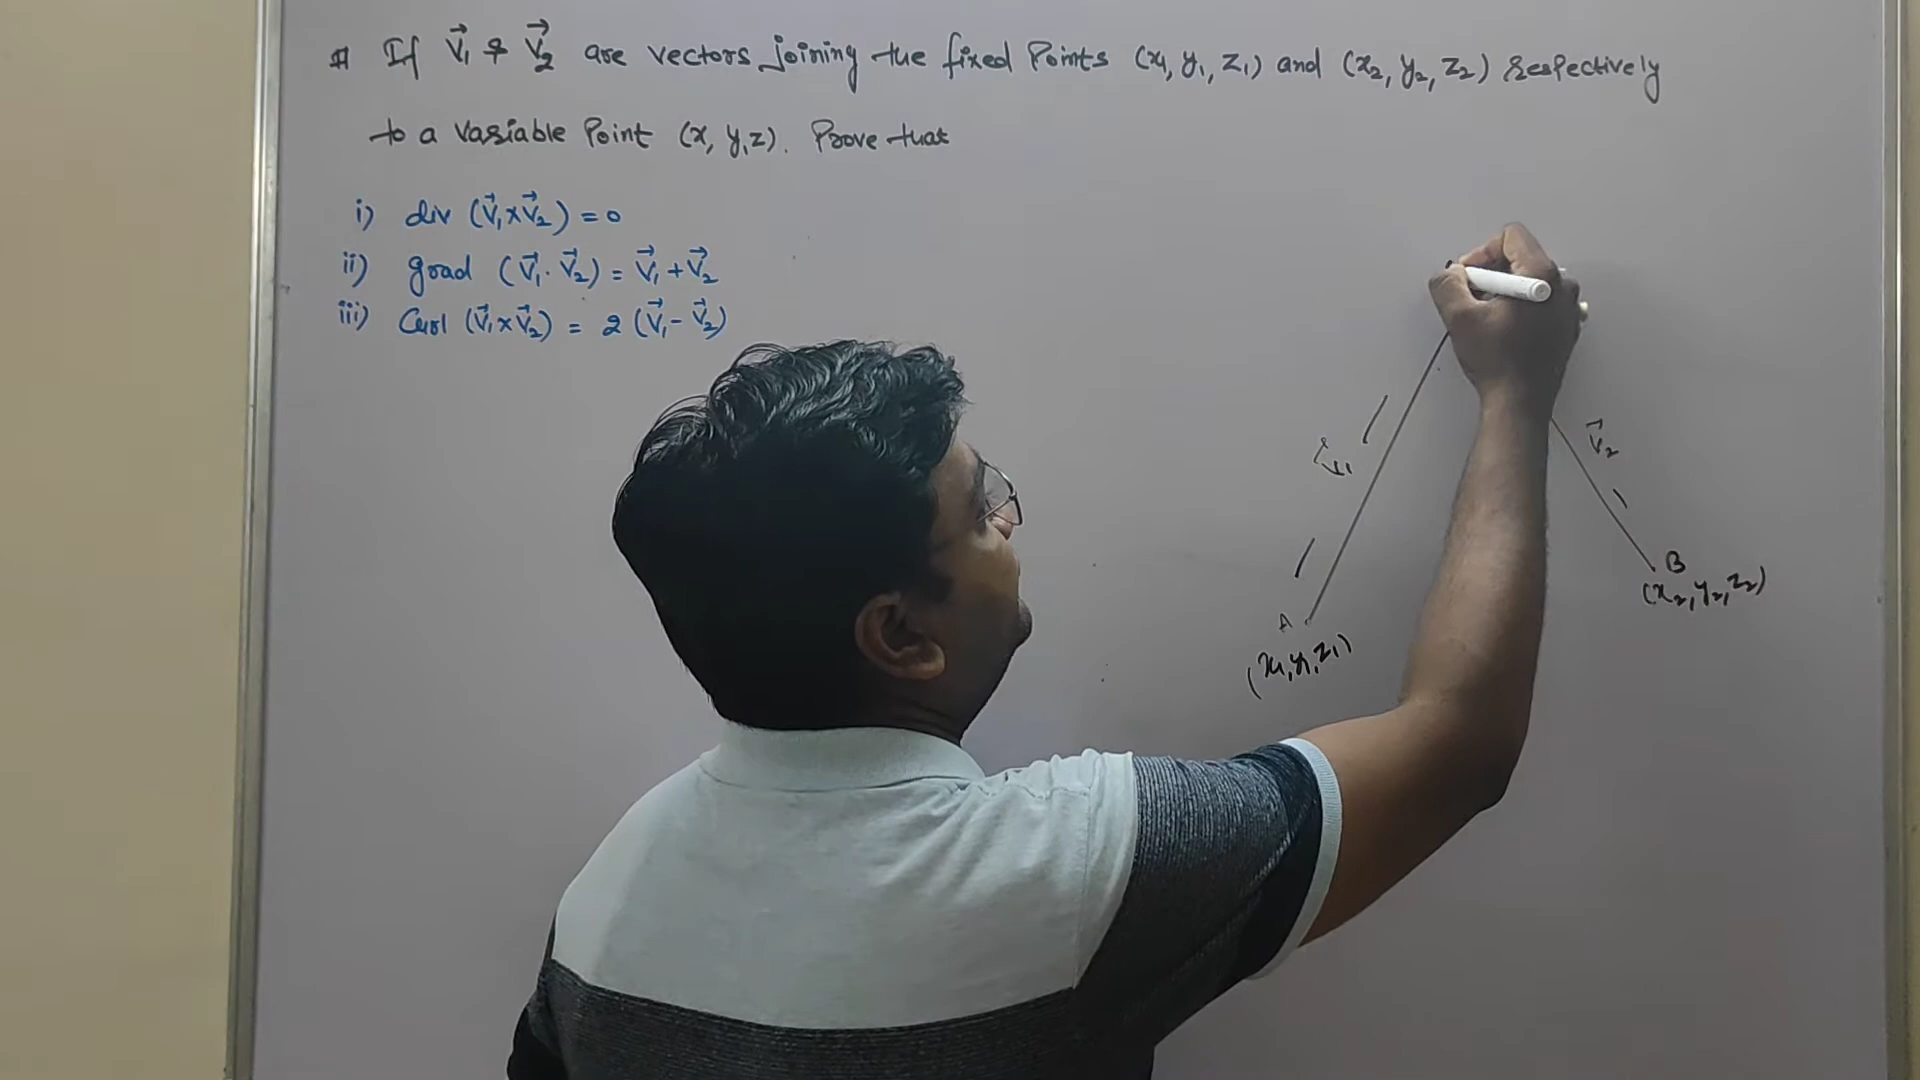 # If V⃗₁ & V⃗₂ are vectors joining the fixed Points (x₁, y₁, z₁) and (x₂, y₂, z₂) respectively
to a variable Point (x, y, z). Prove that
i) div (V⃗₁ × V⃗₂) = 0
ii) grad (V⃗₁ · V⃗₂) = V⃗₁ + V⃗₂
iii) Curl (V⃗₁ × V⃗₂) = 2 (V⃗₁ - V⃗₂)
V⃗₁
V⃗₂
B
(x₂, y₂, z₂)
A
(x₁, y₁, z₁)